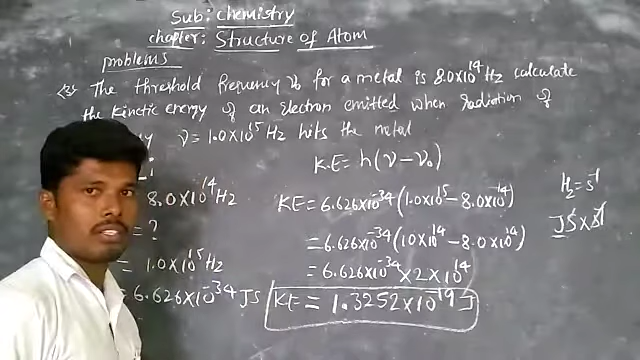 Sub: chemistry
chapter: Structure of Atom
problems
The threshold frequency ν₀ for a metal is 8.0×10¹⁴ Hz calculate
the Kinetic energy of an Electron emitted when radiation of
ν = 1.0×10¹⁵ Hz hits the metal
K.E = h(ν − ν₀)
8.0×10¹⁴ Hz
= ?
= 1.0×10¹⁵ Hz
= 6.626×10⁻³⁴ JS
KE = 6.626×10⁻³⁴ (1.0×10¹⁵ − 8.0×10¹⁴)
= 6.626×10⁻³⁴ (10×10¹⁴ − 8.0×10¹⁴)
= 6.626×10⁻³⁴ × 2 × 10¹⁴
KE = 1.3252×10⁻¹⁹ J
Hz = s⁻¹
JS × S⁻¹